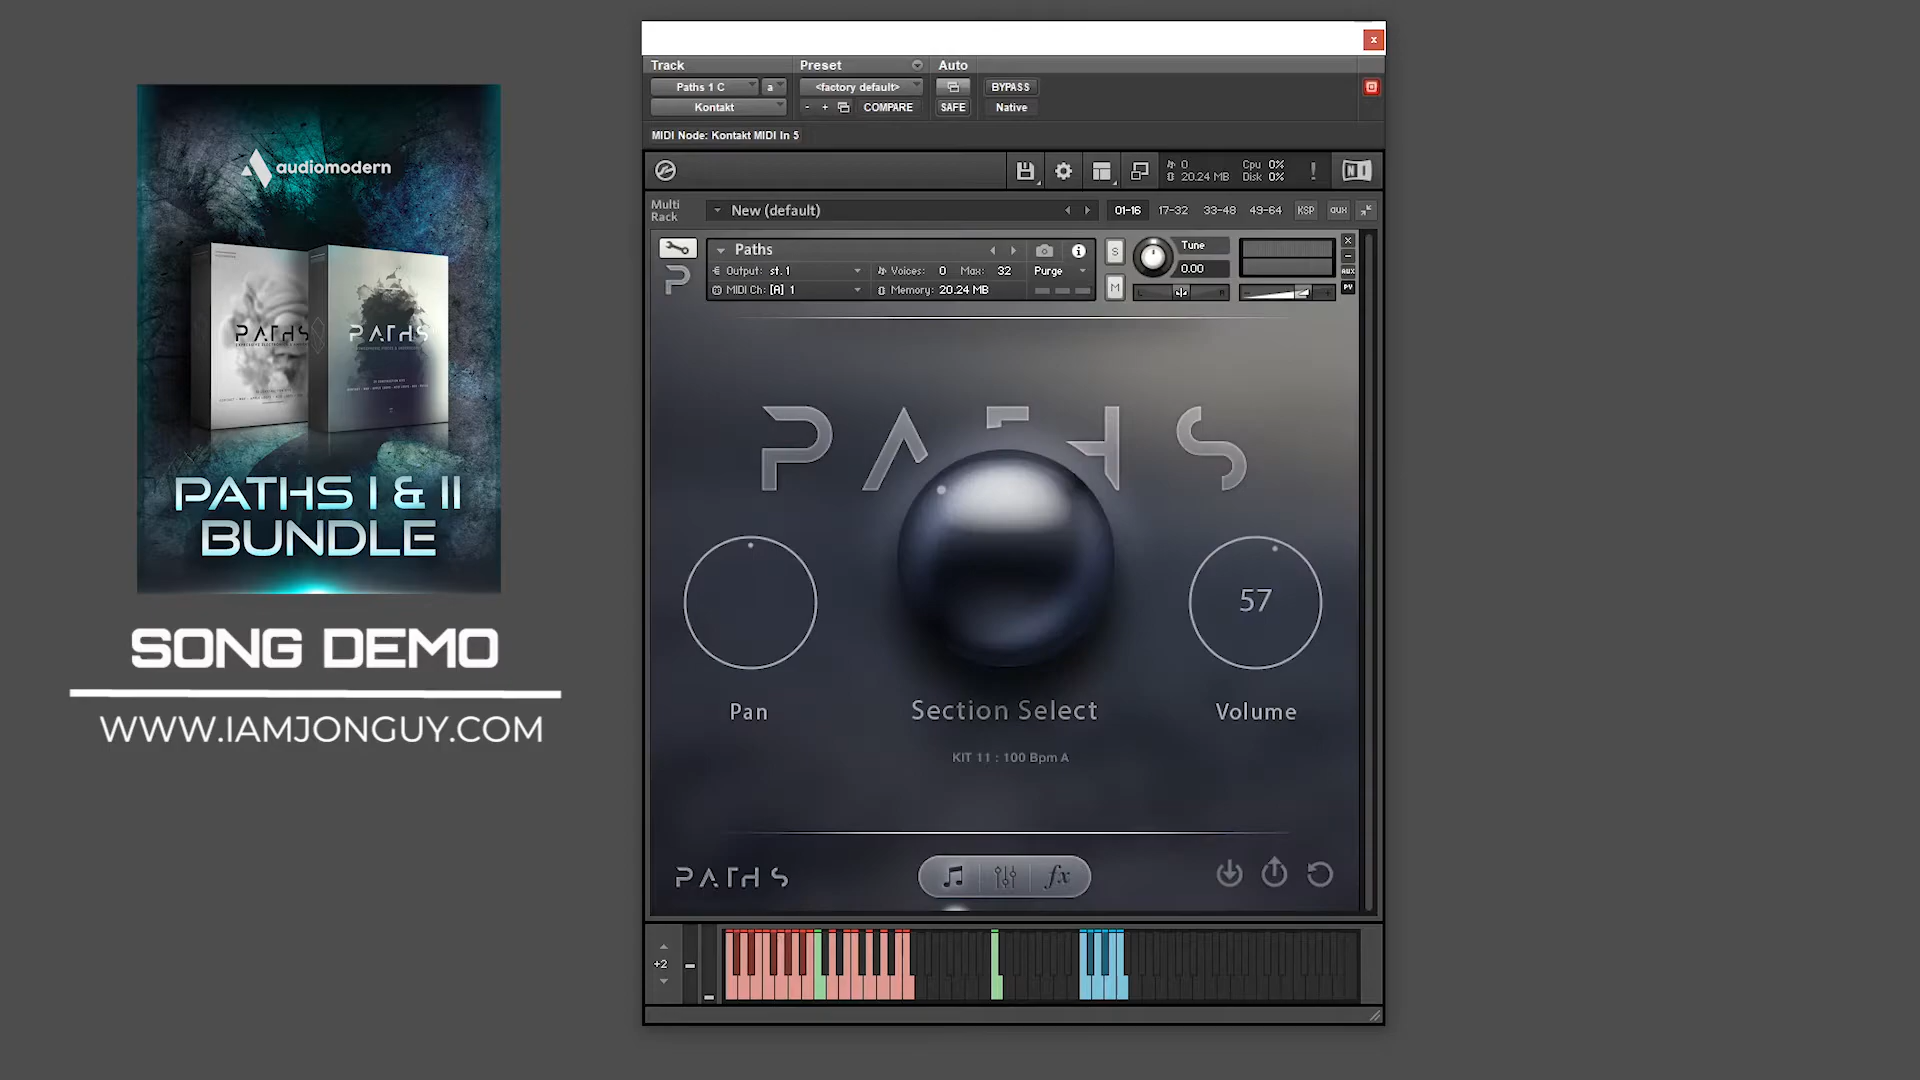 audiomodern
PATHS
PATHS
PATHS I & II
BUNDLE
SONG DEMO
WWW.IAMJONGUY.COM
x
Track
Preset
Auto
Paths 1 C
a
<factory default>
BYPASS
Kontakt
- +
COMPARE
SAFE
Native
MIDI Node: Kontakt MIDI In 5
0
20.24 MB
Cpu 0%
Disk 0%
!
Multi
Rack
New (default)
01-16
17-32
33-48
49-64
KSP
aux
Paths
i
S
Tune
0.00
Output: st. 1
Voices: 0
Max: 32
Purge
MIDI Ch: [A] 1
Memory: 20.24 MB
M
L
R
AUX
PV
PATHS
57
Pan
Section Select
Volume
KIT 11 : 100 Bpm A
PATHS
fx
+2